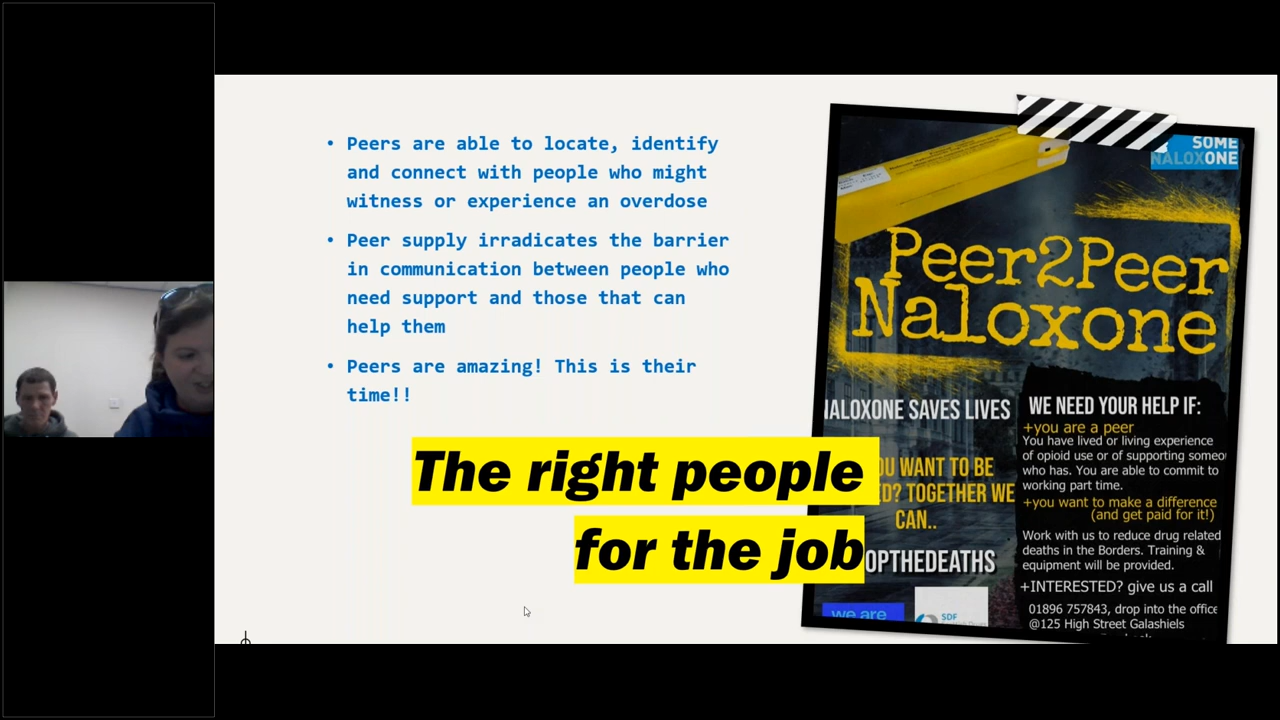 • Peers are able to locate, identify
and connect with people who might
witness or experience an overdose
• Peer supply irradicates the barrier
in communication between people who
need support and those that can
help them
• Peers are amazing! This is their
time!!
The right people
for the job
SOME
NALOXONE
Peer2Peer
Naloxone
NALOXONE SAVES LIVES
WANT TO BE
TOGETHER WE
CAN..
OPTHEDEATHS
we are
SDF
WE NEED YOUR HELP IF:
+you are a peer
You have lived or living experience
of opioid use or of supporting someo
who has. You are able to commit to
working part time.
+you want to make a difference
(and get paid for it!)
Work with us to reduce drug related
deaths in the Borders. Training &
equipment will be provided.
+INTERESTED? give us a call
01896 757843, drop into the office
@125 High Street Galashiels